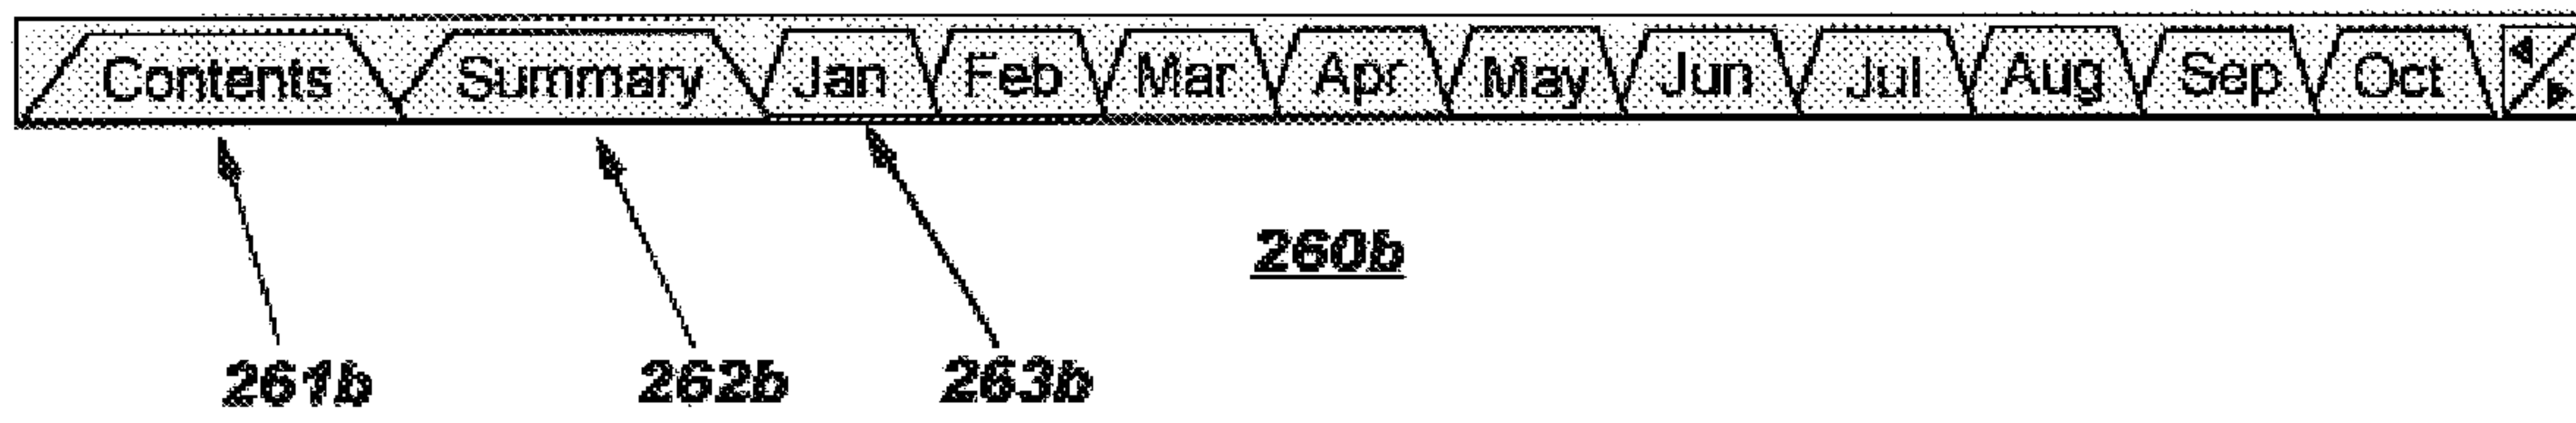 Contents Summary Jan Feb Mar Apr May Jun Jul Aug Sep Oct
260b
261b 262b 263b